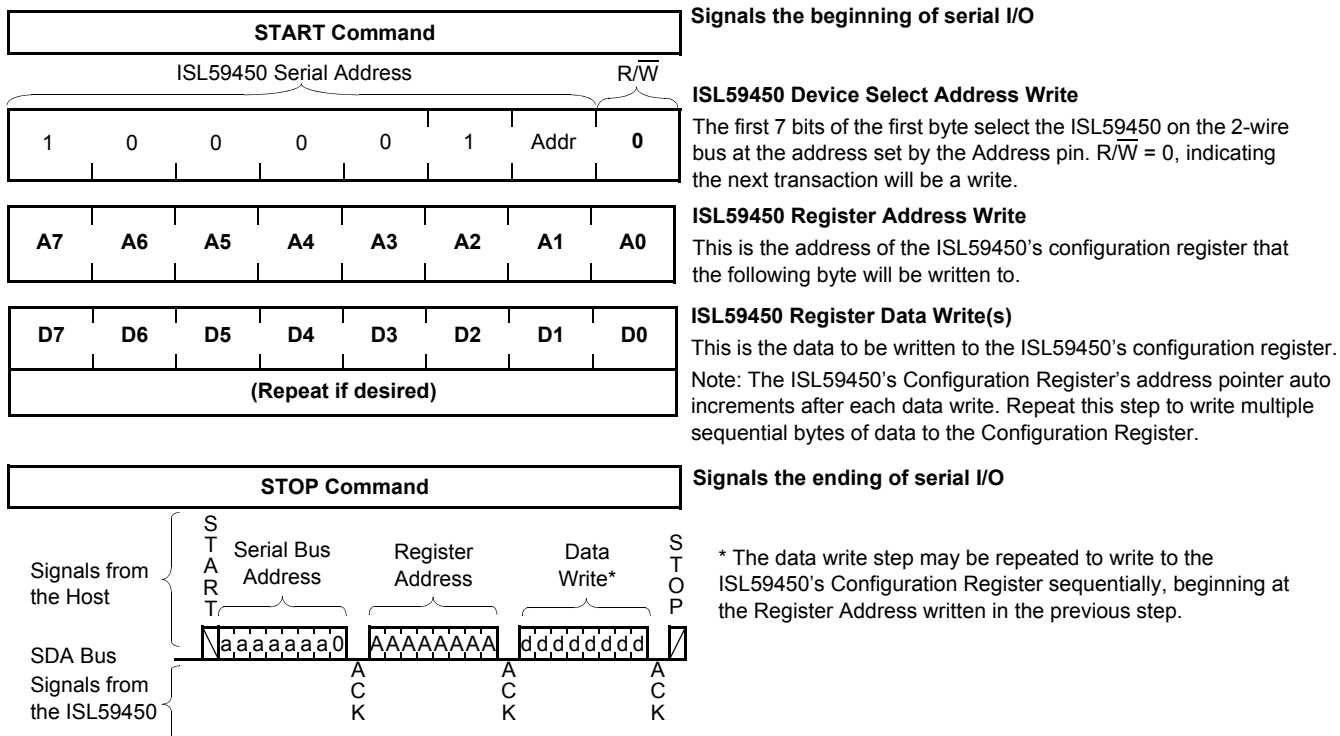 START Command
Signals the beginning of serial I/O
ISL59450 Serial Address
R/W̅
1 0 0 0 0 1 Addr 0
ISL59450 Device Select Address Write
The first 7 bits of the first byte select the ISL59450 on the 2-wire
bus at the address set by the Address pin. R/W̅ = 0, indicating
the next transaction will be a write.
A7 A6 A5 A4 A3 A2 A1 A0
ISL59450 Register Address Write
This is the address of the ISL59450's configuration register that
the following byte will be written to.
D7 D6 D5 D4 D3 D2 D1 D0
(Repeat if desired)
ISL59450 Register Data Write(s)
This is the data to be written to the ISL59450's configuration register.
Note: The ISL59450's Configuration Register's address pointer auto
increments after each data write. Repeat this step to write multiple
sequential bytes of data to the Configuration Register.
STOP Command
Signals the ending of serial I/O
Signals from
the Host
START
Serial Bus
Address
Register
Address
Data
Write*
STOP
* The data write step may be repeated to write to the
ISL59450's Configuration Register sequentially, beginning at
the Register Address written in the previous step.
SDA Bus
a a a a a a a 0 A A A A A A A A d d d d d d d d
Signals from
the ISL59450
ACK
ACK
ACK